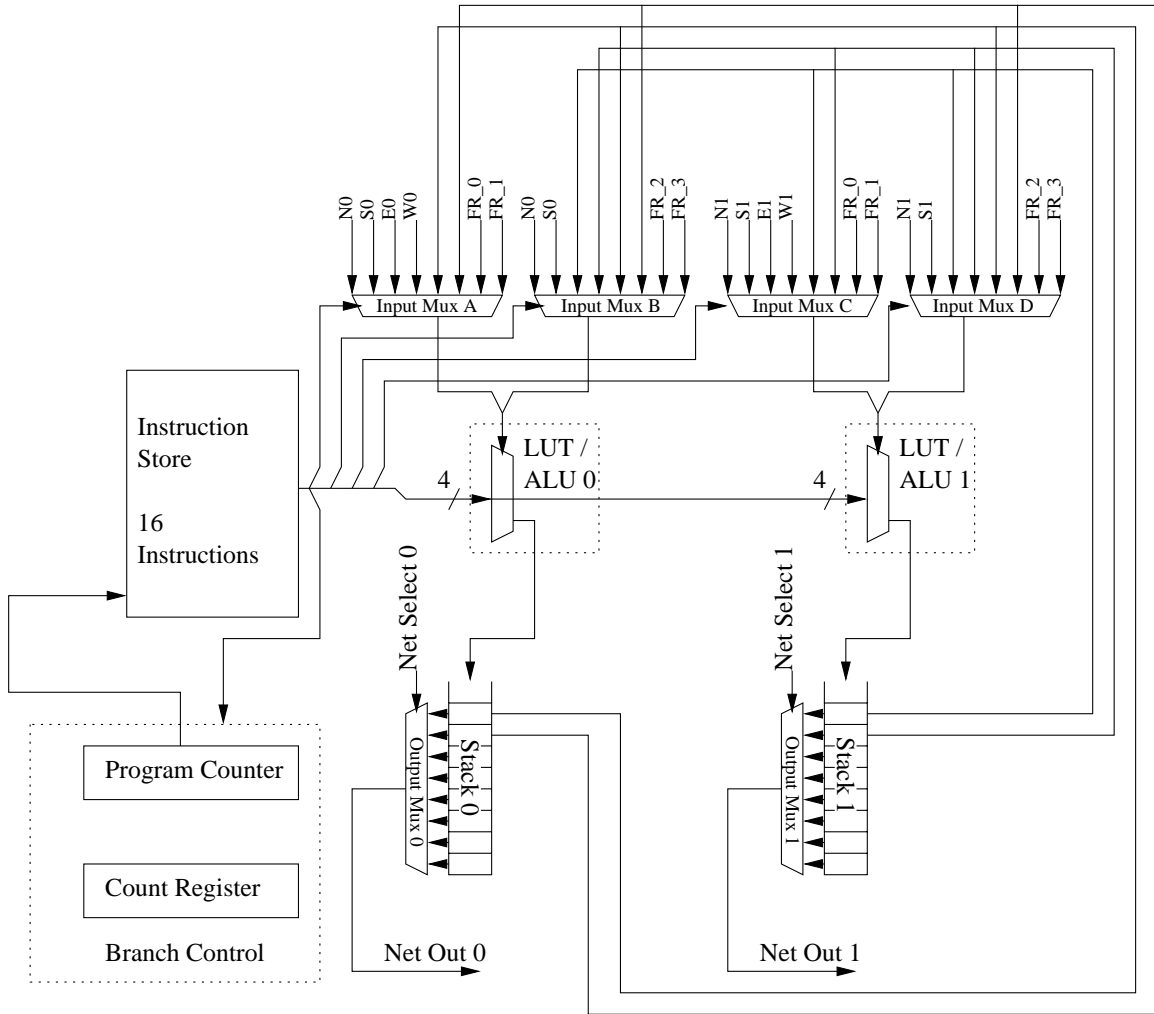 N0
S0
E0
W0
FR_0
FR_1
N0
S0
FR_2
FR_3
N1
S1
E1
W1
FR_0
FR_1
N1
S1
FR_2
FR_3
Input Mux A
Input Mux B
Input Mux C
Input Mux D
Instruction
Store
16
Instructions
4
LUT /
ALU 0
4
LUT /
ALU 1
Net Select 0
Net Select 1
Output Mux 0
Stack 0
Output Mux 1
Stack 1
Program Counter
Count Register
Branch Control
Net Out 0
Net Out 1